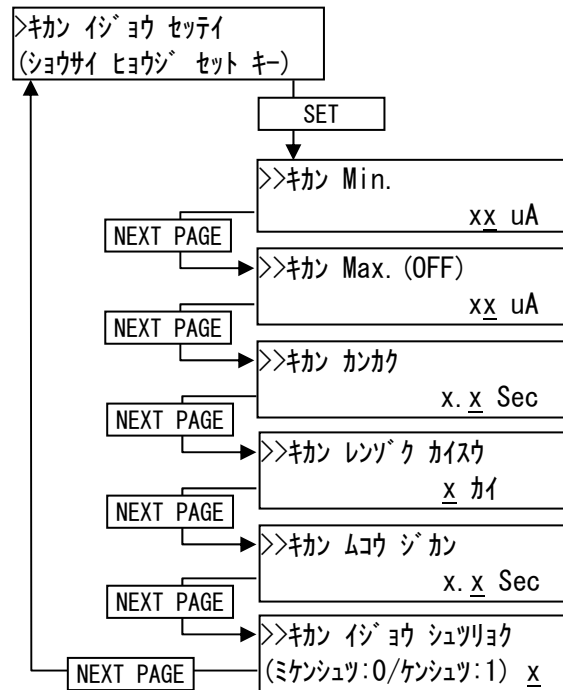 >ｷｶﾝ ｲｼﾞｮｳ ｾｯﾃｲ
(ｼｮｳｻｲ ﾋｮｳｼﾞ ｾｯﾄ ｷｰ)
SET
>>ｷｶﾝ Min.
xx uA
NEXT PAGE
>>ｷｶﾝ Max.(OFF)
xx uA
NEXT PAGE
>>ｷｶﾝ ｶﾝｶｸ
x.x Sec
NEXT PAGE
>>ｷｶﾝ ﾚﾝｿﾞｸ ｶｲｽｳ
x ｶｲ
NEXT PAGE
>>ｷｶﾝ ﾑｺｳ ｼﾞｶﾝ
x.x Sec
NEXT PAGE
>>ｷｶﾝ ｲｼﾞｮｳ ｼｭﾂﾘｮｸ
(ﾐｹﾝｼｭﾂ:0/ｹﾝｼｭﾂ:1) x
NEXT PAGE